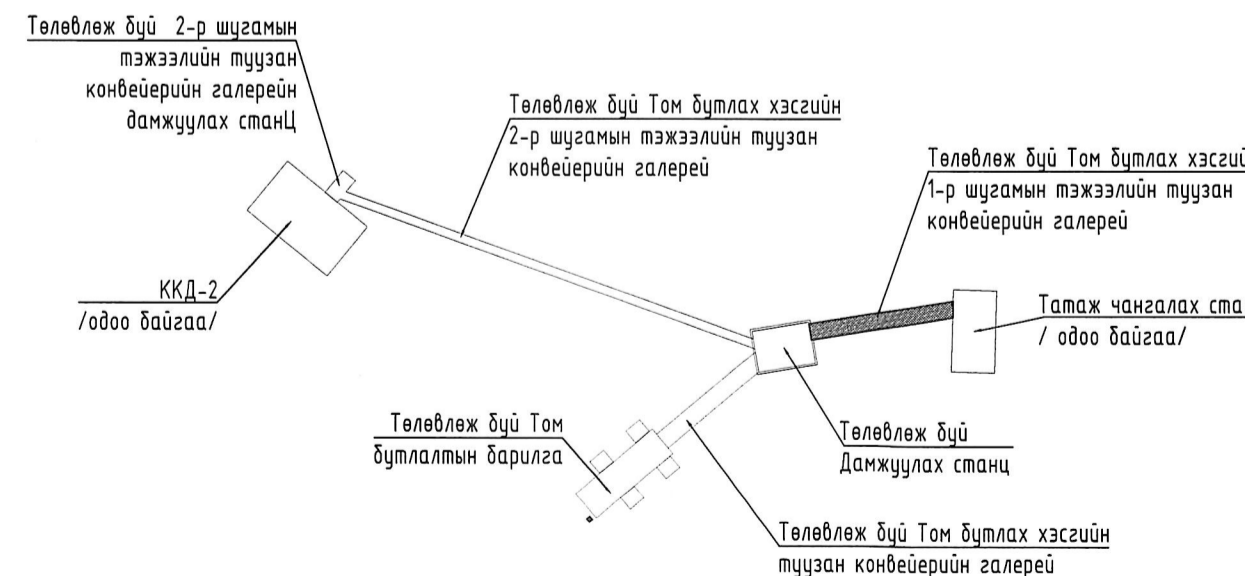 Төлөвлөж буй 2-р шугамын
тэжээлийн туузан
конвейерийн галерейн
дамжуулах станЦ
Төлөвлөж буй Том бутлах хэсгийн
2-р шугамын тэжээлийн туузан
конвейерийн галерей
Төлөвлөж буй Том бутлах хэсгий
1-р шугамын тэжээлийн туузан
конвейерийн галерей
ККД-2
/одоо байгаа/
Татаж чангалах ста
/ одоо байгаа/
Төлөвлөж буй Том
бутлалтын барилга
Төлөвлөж буй
Дамжуулах станц
Төлөвлөж буй Том бутлах хэсгийн
туузан конвейерийн галерей